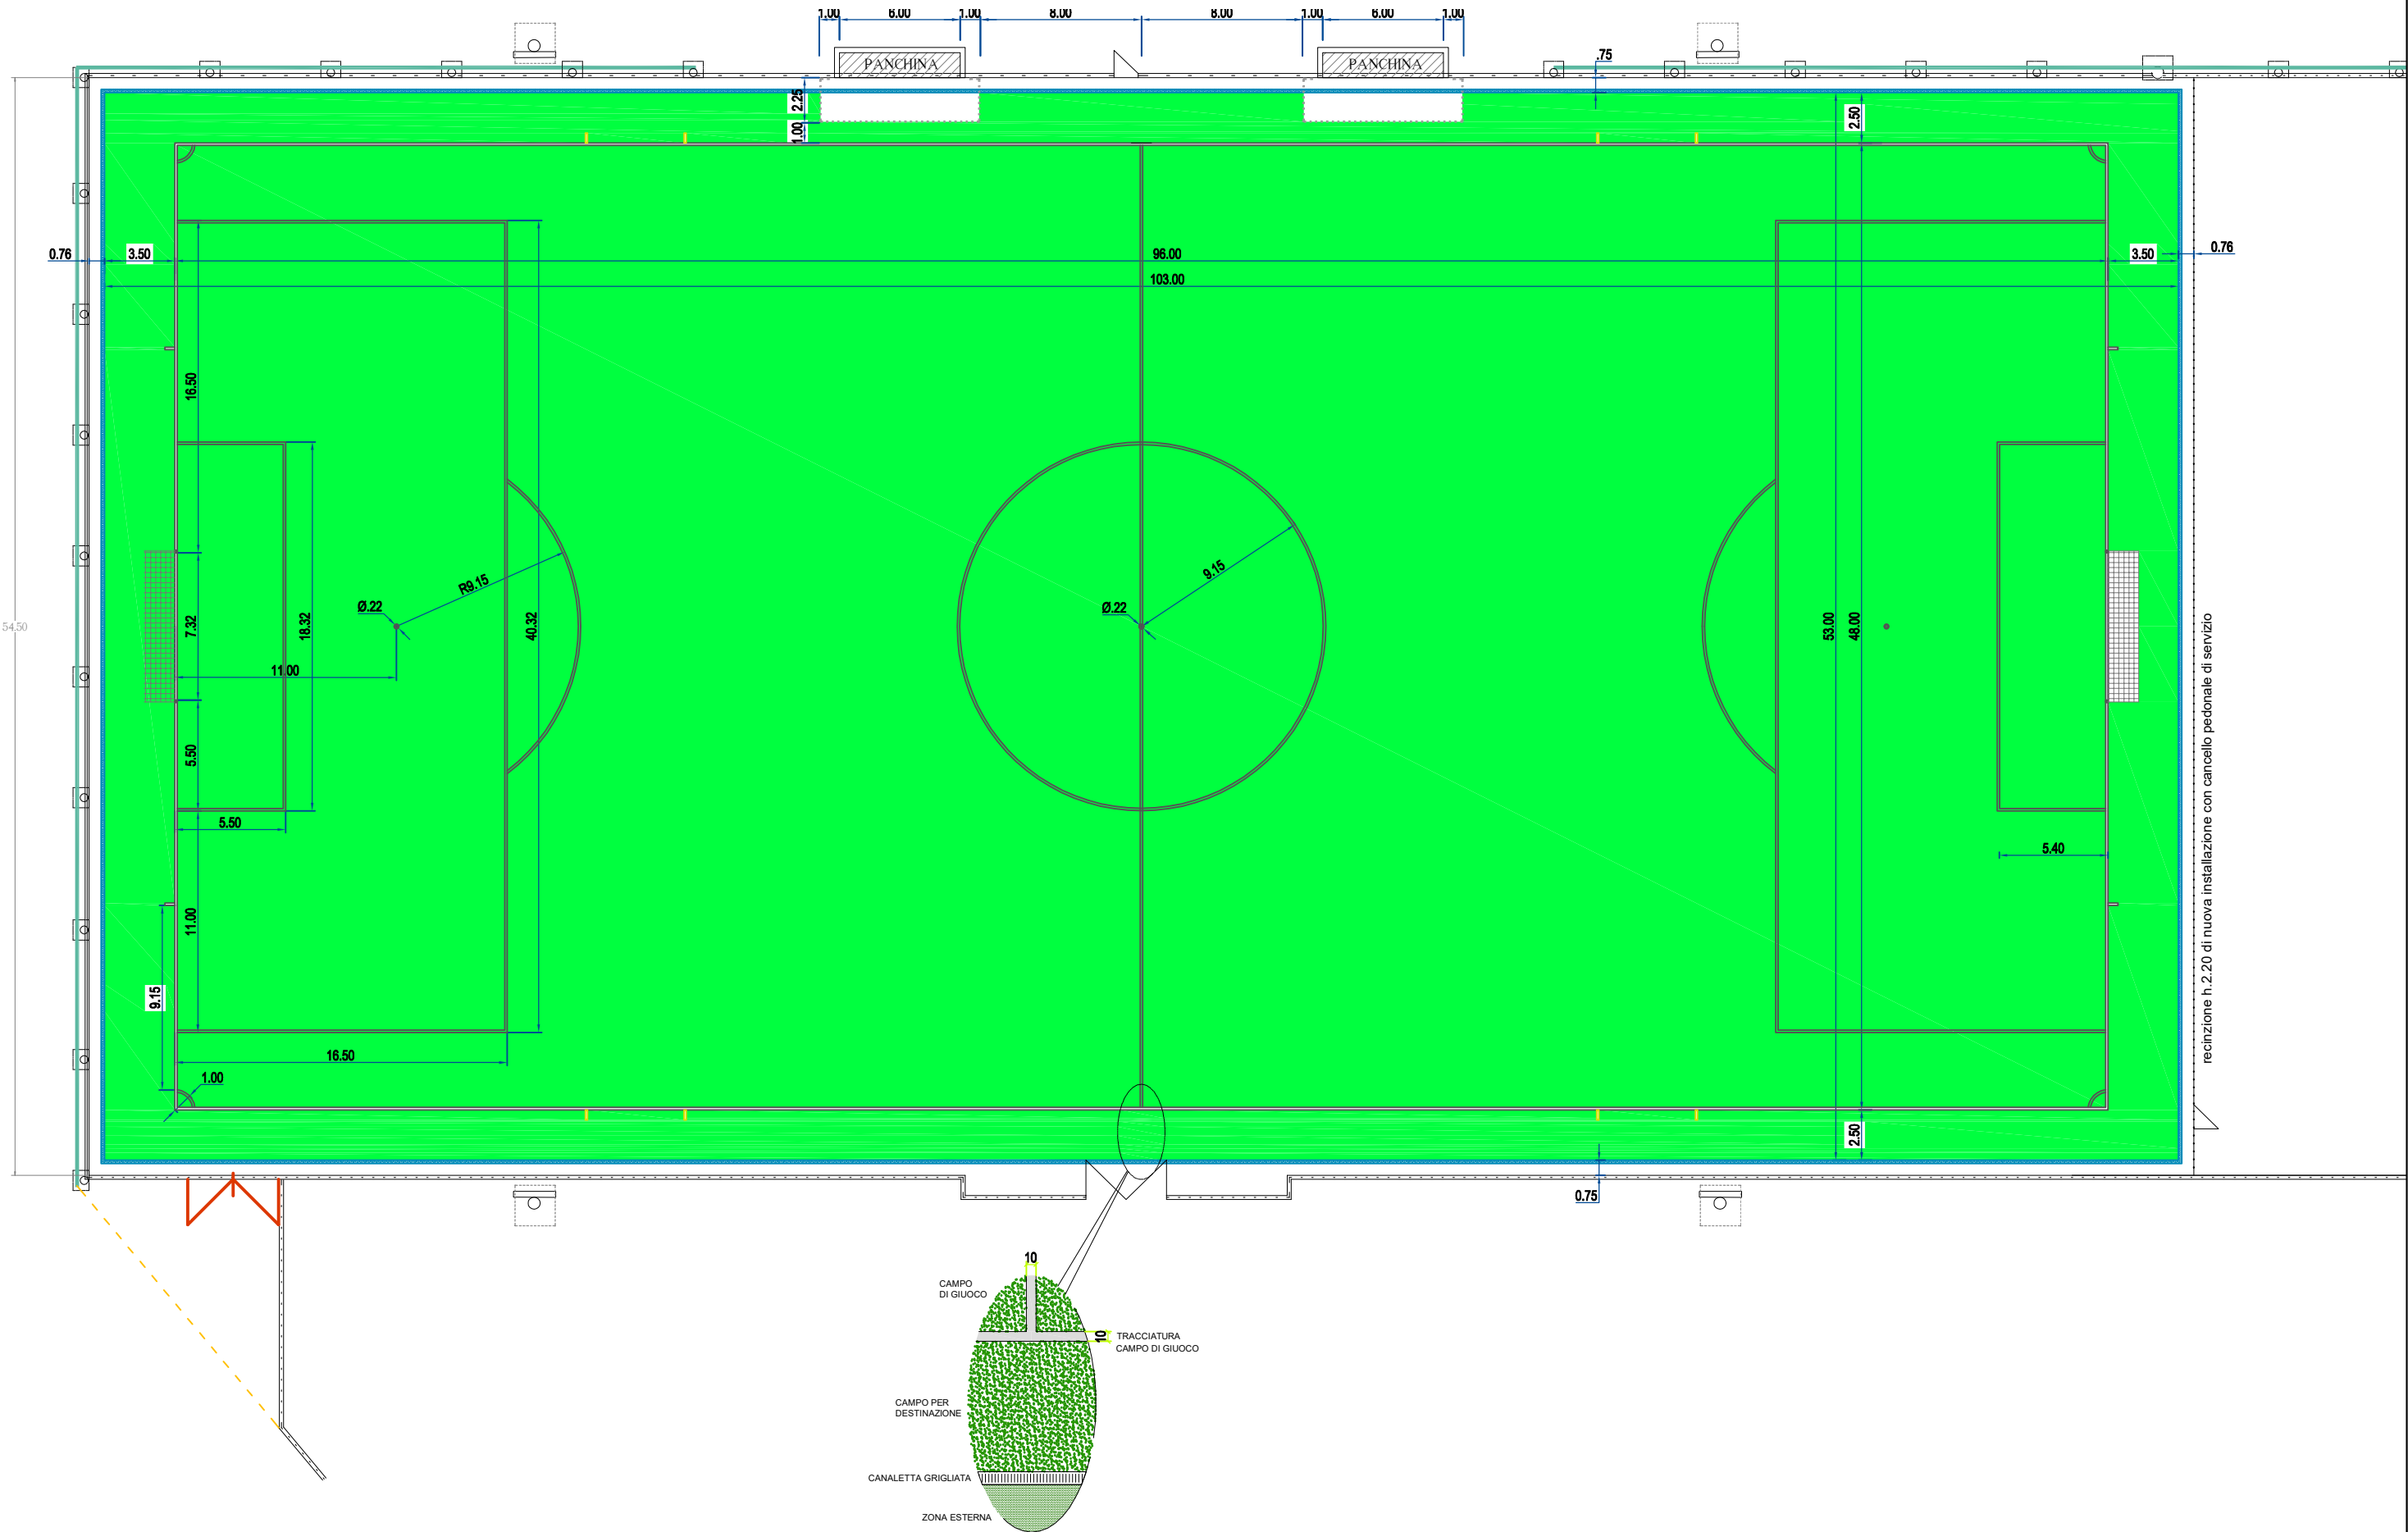 1.00
6.00
1.00
8.00
8.00
1.00
6.00
1.00
PANCHINA
PANCHINA
.75
2.25
1.00
2.50
0.76
3.50
96.00
3.50
0.76
103.00
16.50
R9.15
9.15
Ø.22
Ø.22
7.32
18.32
40.32
53.00
48.00
54.50
11.00
5.50
5.50
5.40
11.00
9.15
16.50
1.00
2.50
0.75
recinzione h.2.20 di nuova installazione con cancello pedonale di servizio
10
CAMPO
DI GIUOCO
10
TRACCIATURA
CAMPO DI GIUOCO
CAMPO PER
DESTINAZIONE
CANALETTA GRIGLIATA
ZONA ESTERNA